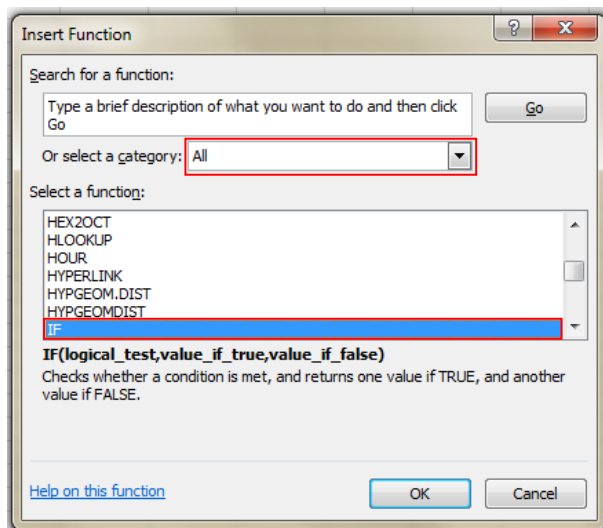 Insert Function
?
X
Search for a function:
Type a brief description of what you want to do and then click
Go
Go
Or select a category: All
Select a function:
HEX2OCT
HLOOKUP
HOUR
HYPERLINK
HYPGEOM.DIST
HYPGEOMDIST
IF
IF(logical_test,value_if_true,value_if_false)
Checks whether a condition is met, and returns one value if TRUE, and another
value if FALSE.
Help on this function
OK
Cancel